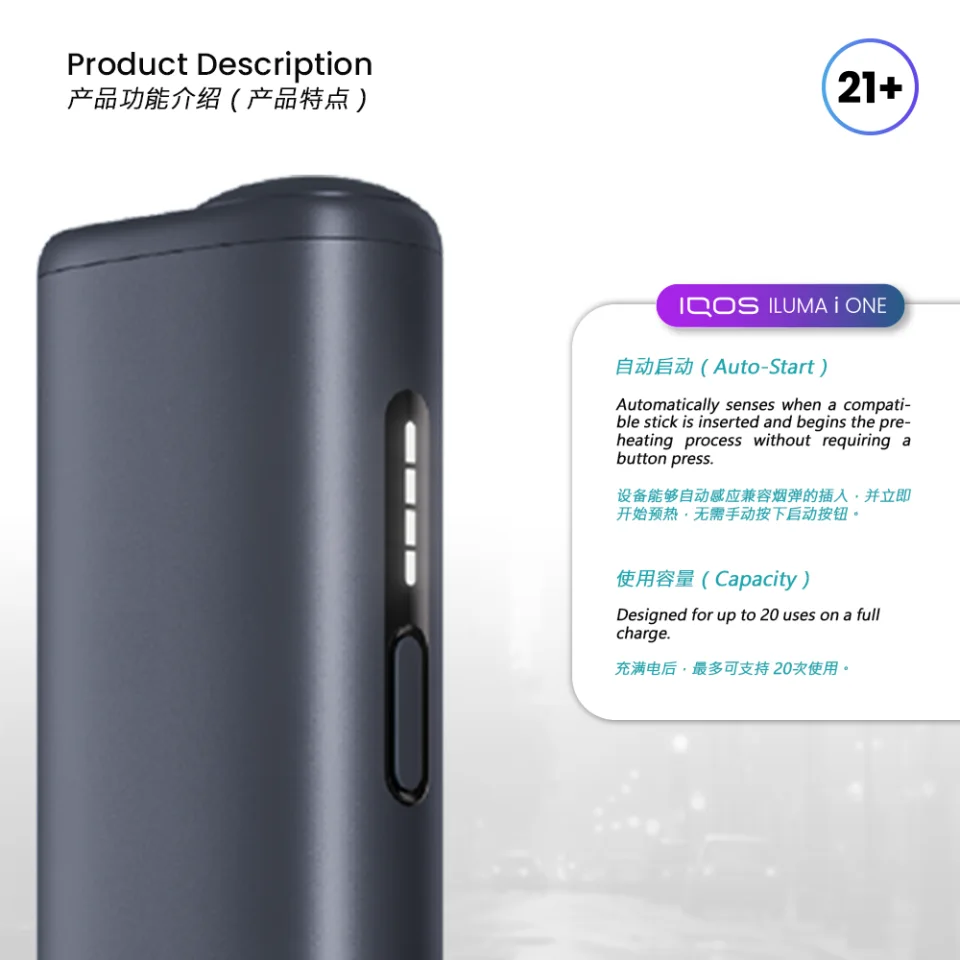 Product Description
产品功能介绍 ( 产品特点 )
21+
IQOS ILUMA i ONE
自动启动 ( Auto-Start )
Automatically senses when a compati-
ble stick is inserted and begins the pre-
heating process without requiring a
button press.
设备能够自动感应兼容烟弹的插入，并立即
开始预热，无需手动按下启动按钮。
使用容量 ( Capacity )
Designed for up to 20 uses on a full
charge.
充满电后，最多可支持 20次使用。